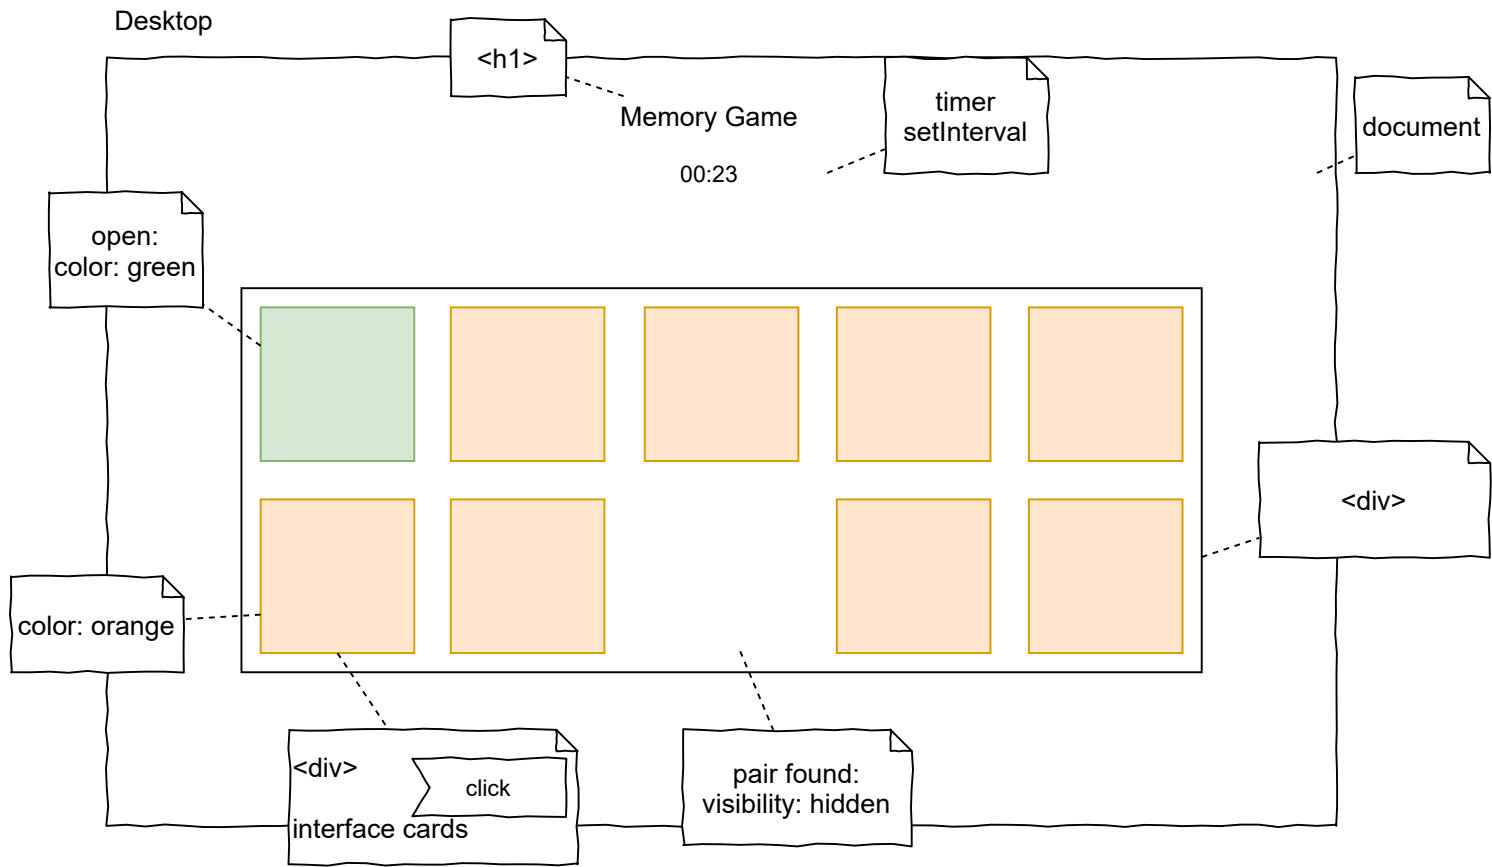 Desktop
<h1>
Memory Game
timer
setInterval
document
00:23
open:
color: green
<div>
color: orange
<div>
click
interface cards
pair found:
visibility: hidden